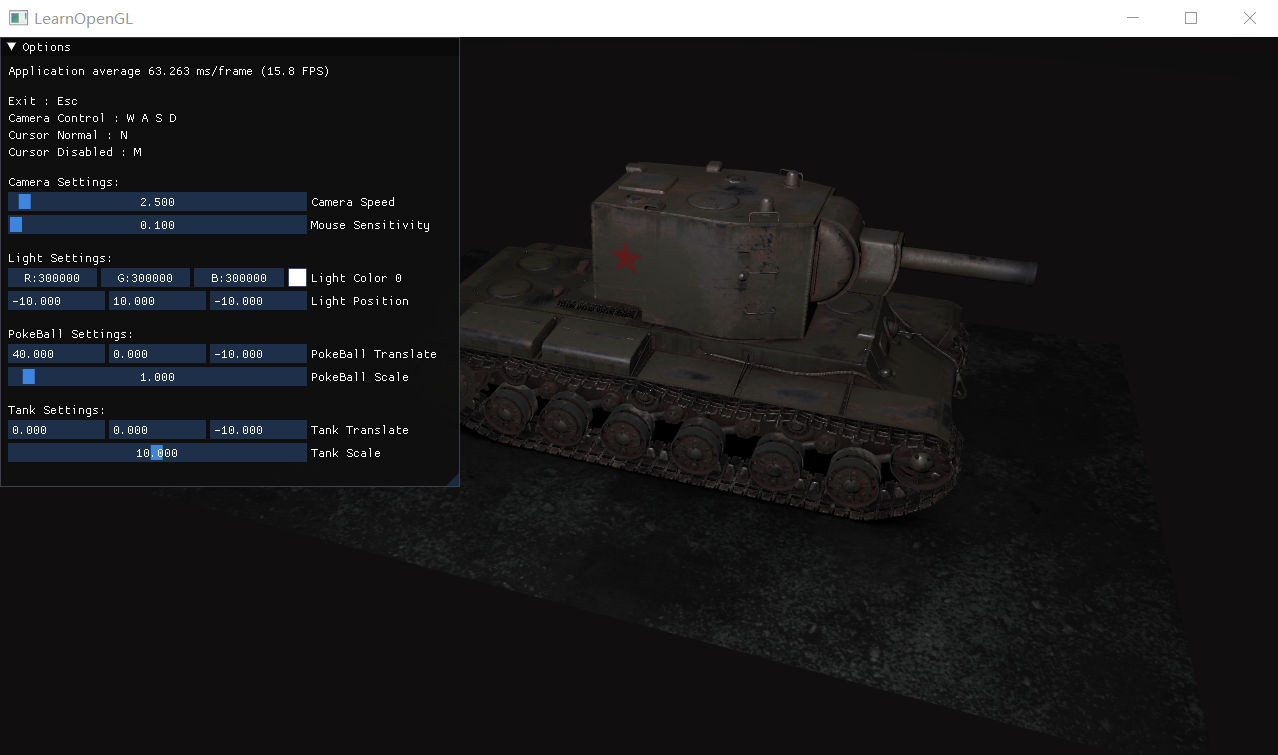 LearnOpenGL
Options
Application average 63.263 ms/frame (15.8 FPS)
Exit : Esc
Camera Control : W A S D
Cursor Normal : N
Cursor Disabled : M
Camera Settings:
2.500 Camera Speed
0.100 Mouse Sensitivity
Light Settings:
R:300000 G:300000 B:300000 Light Color 0
-10.000 10.000 -10.000 Light Position
PokeBall Settings:
40.000 0.000 -10.000 PokeBall Translate
1.000 PokeBall Scale
Tank Settings:
0.000 0.000 -10.000 Tank Translate
10.000 Tank Scale